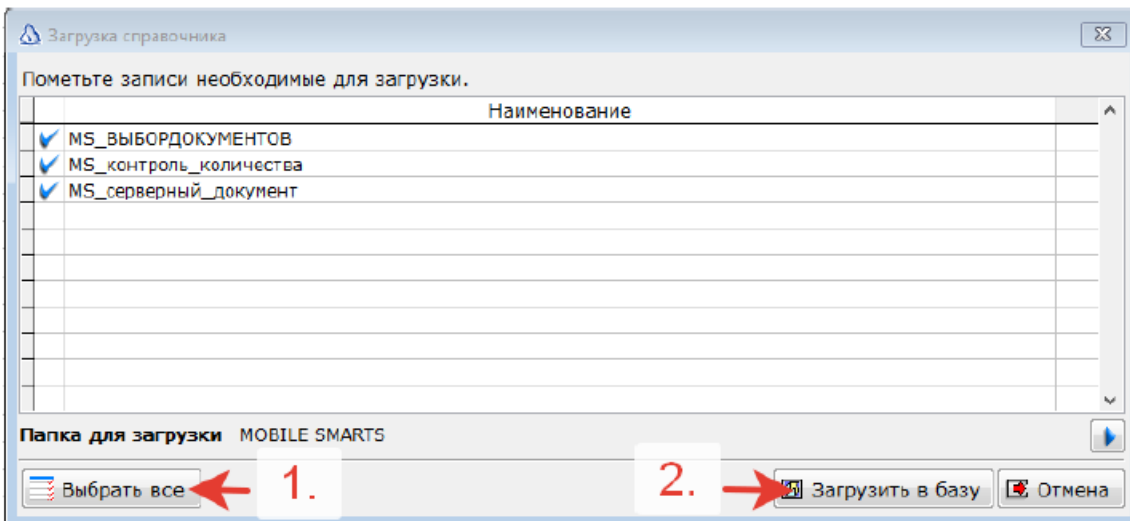 Загрузка справочника
Пометьте записи необходимые для загрузки.
Наименование
MS_ВЫБОРДОКУМЕНТОВ
MS_контроль_количества
MS_серверный_документ
Папка для загрузки MOBILE SMARTS
Выбрать все 1. 2. Загрузить в базу Отмена